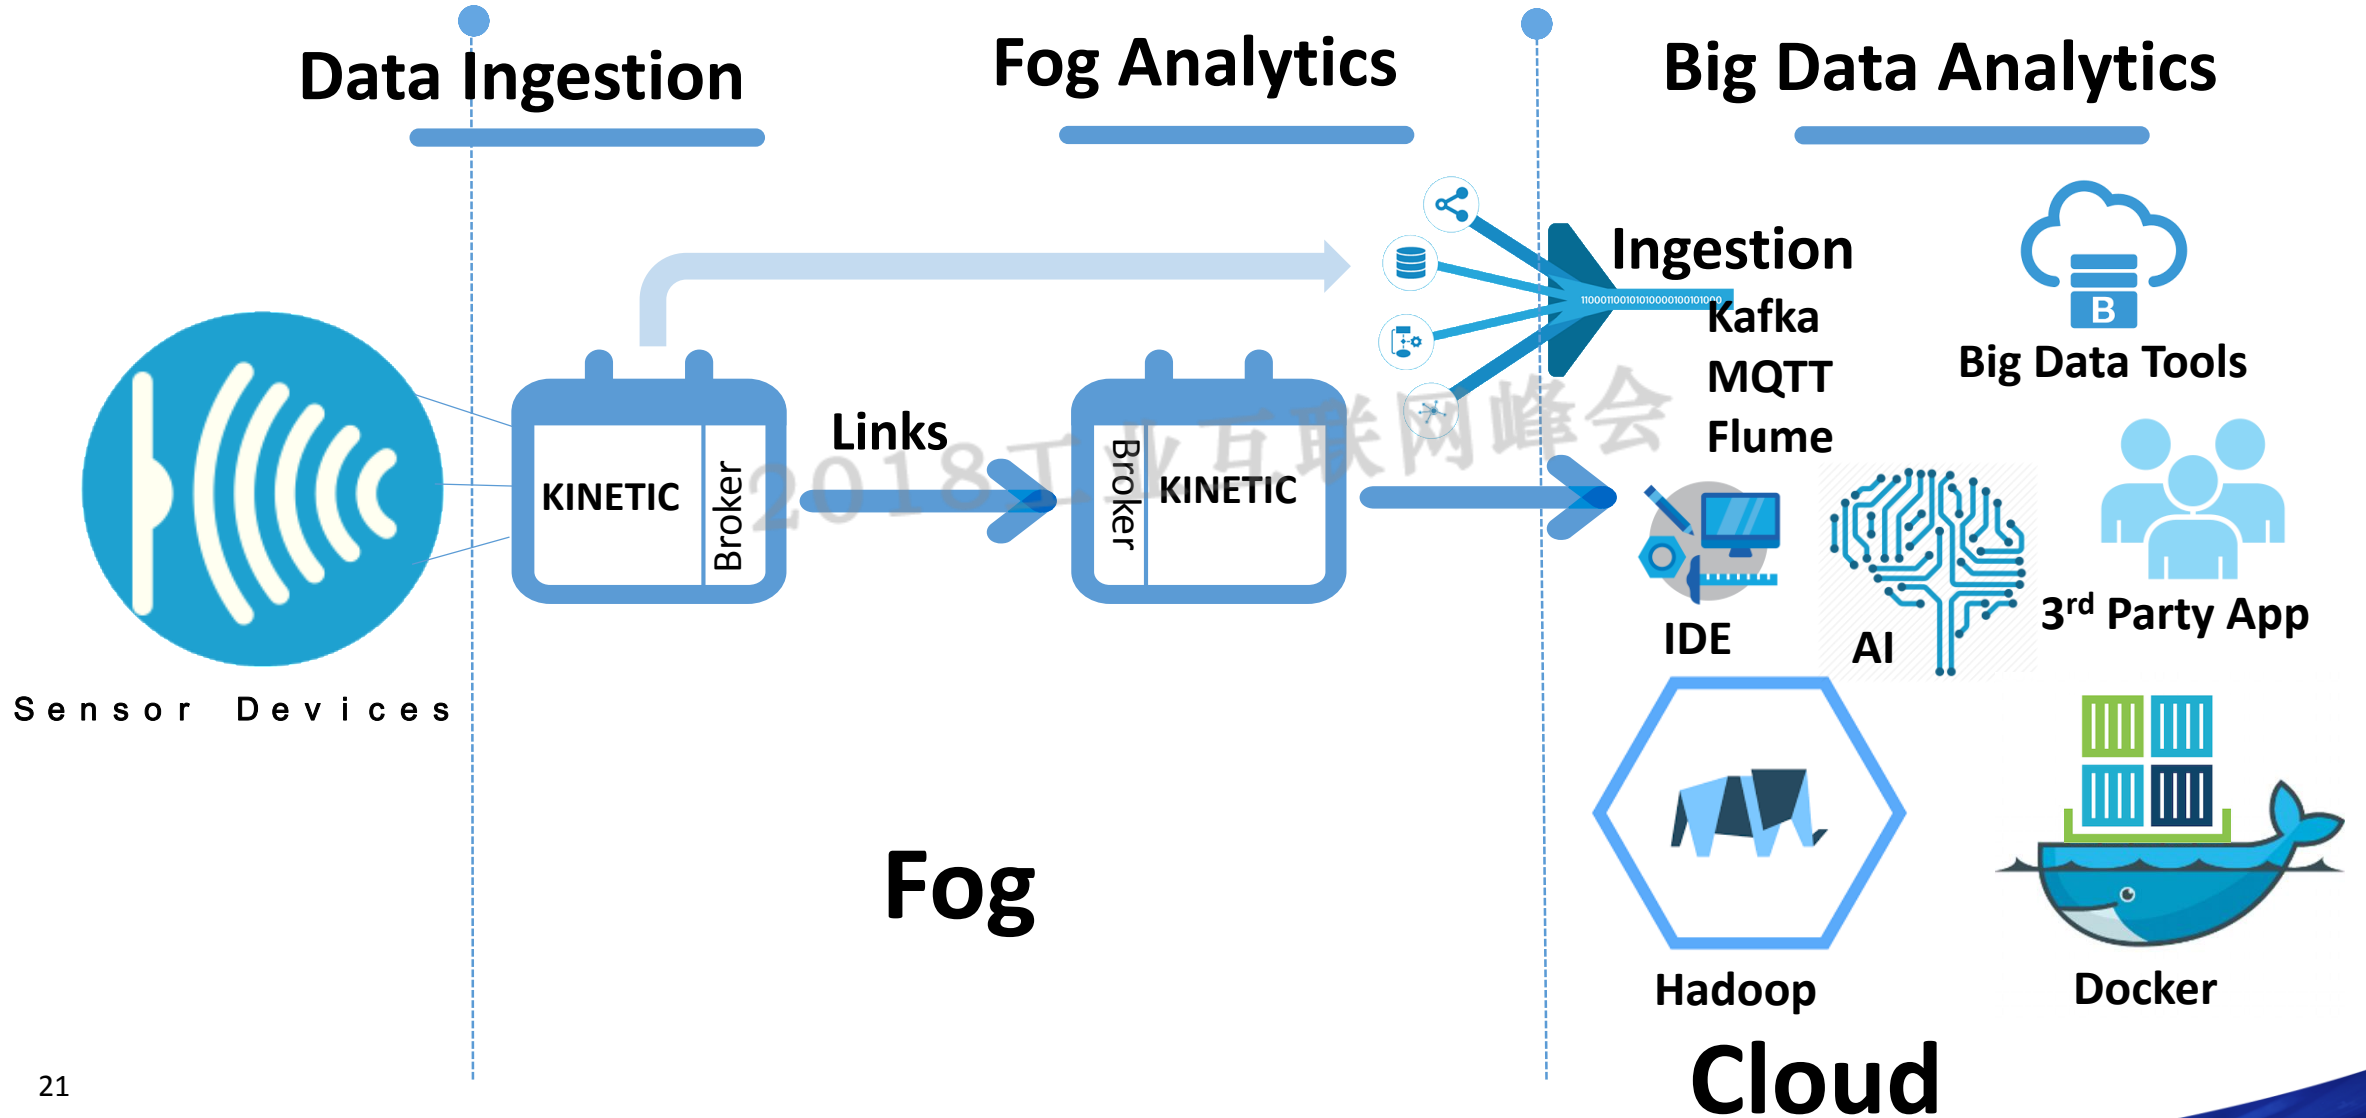 Data Ingestion
Fog Analytics
Big Data Analytics
Ingestion
110001100101010000100101000
Kafka
MQTT
Flume
B
Big Data Tools
Links
KINETIC
Broker
Broker
KINETIC
2018工业互联网峰会
IDE
AI
3rd Party App
Sensor Devices
Fog
Hadoop
Docker
Cloud
21